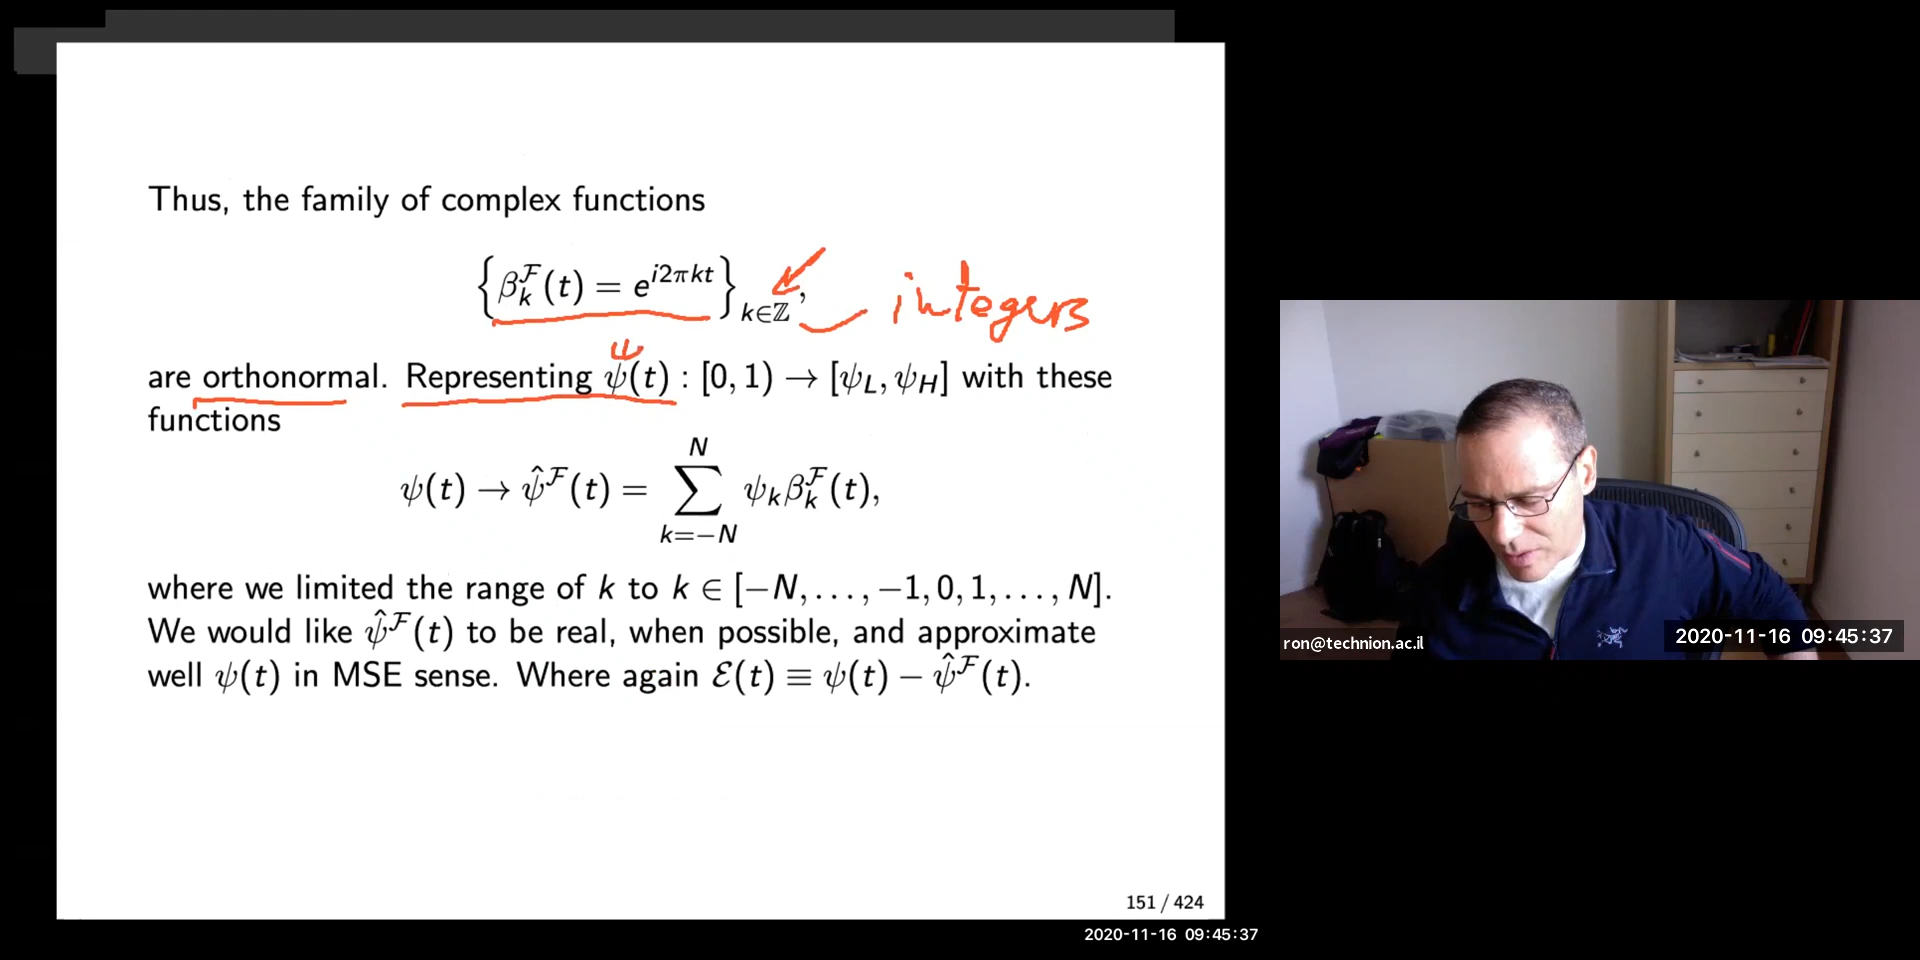 Thus, the family of complex functions
{β_k^ℱ(t) = e^{i2πkt}}_{k∈ℤ},
integers
ψ
are orthonormal. Representing ψ(t) : [0, 1) → [ψ_L, ψ_H] with these
functions
ψ(t) → ψ̂^ℱ(t) = ∑_{k=−N}^{N} ψ_k β_k^ℱ(t),
where we limited the range of k to k ∈ [−N, . . . , −1, 0, 1, . . . , N].
We would like ψ̂^ℱ(t) to be real, when possible, and approximate
well ψ(t) in MSE sense. Where again ℰ(t) ≡ ψ(t) − ψ̂^ℱ(t).
151 / 424
2020-11-16 09:45:37
ron@technion.ac.il
2020-11-16 09:45:37